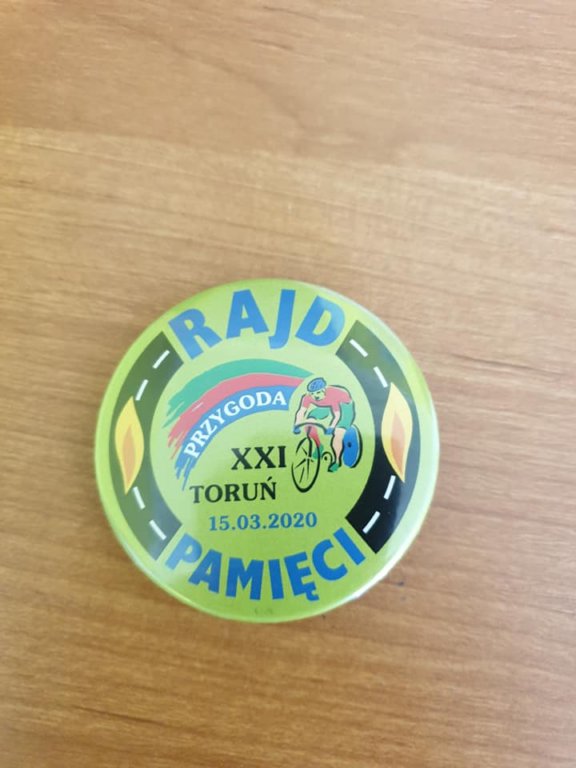 RAJD
PRZYGODA
XXI
TORUŃ
15.03.2020
PAMIĘCI